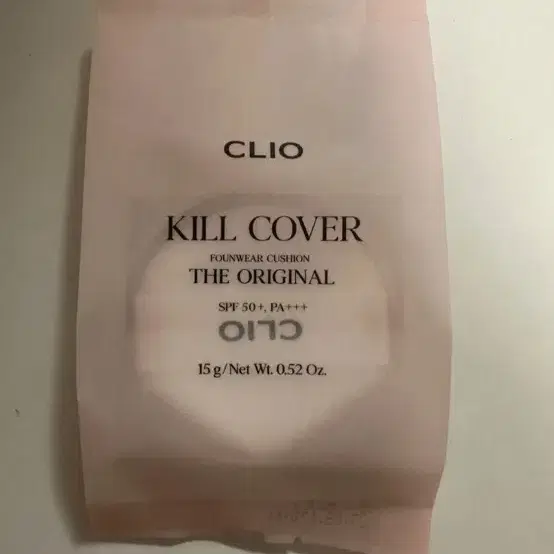 CLIO
KILL COVER
FOUNWEAR CUSHION
THE ORIGINAL
SPF 50+, PA+++
CLIO
15 g/Net Wt. 0.52 Oz.